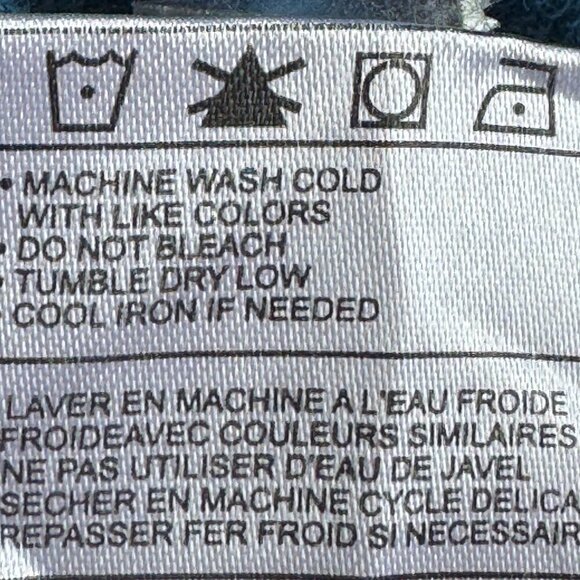 • MACHINE WASH COLD
WITH LIKE COLORS
• DO NOT BLEACH
• TUMBLE DRY LOW
• COOL IRON IF NEEDED
LAVER EN MACHINE A L'EAU FROIDE
FROIDEAVEC COULEURS SIMILAIRES
NE PAS UTILISER D'EAU DE JAVEL
SECHER EN MACHINE CYCLE DELICA
REPASSER FER FROID SI NECESSAIR